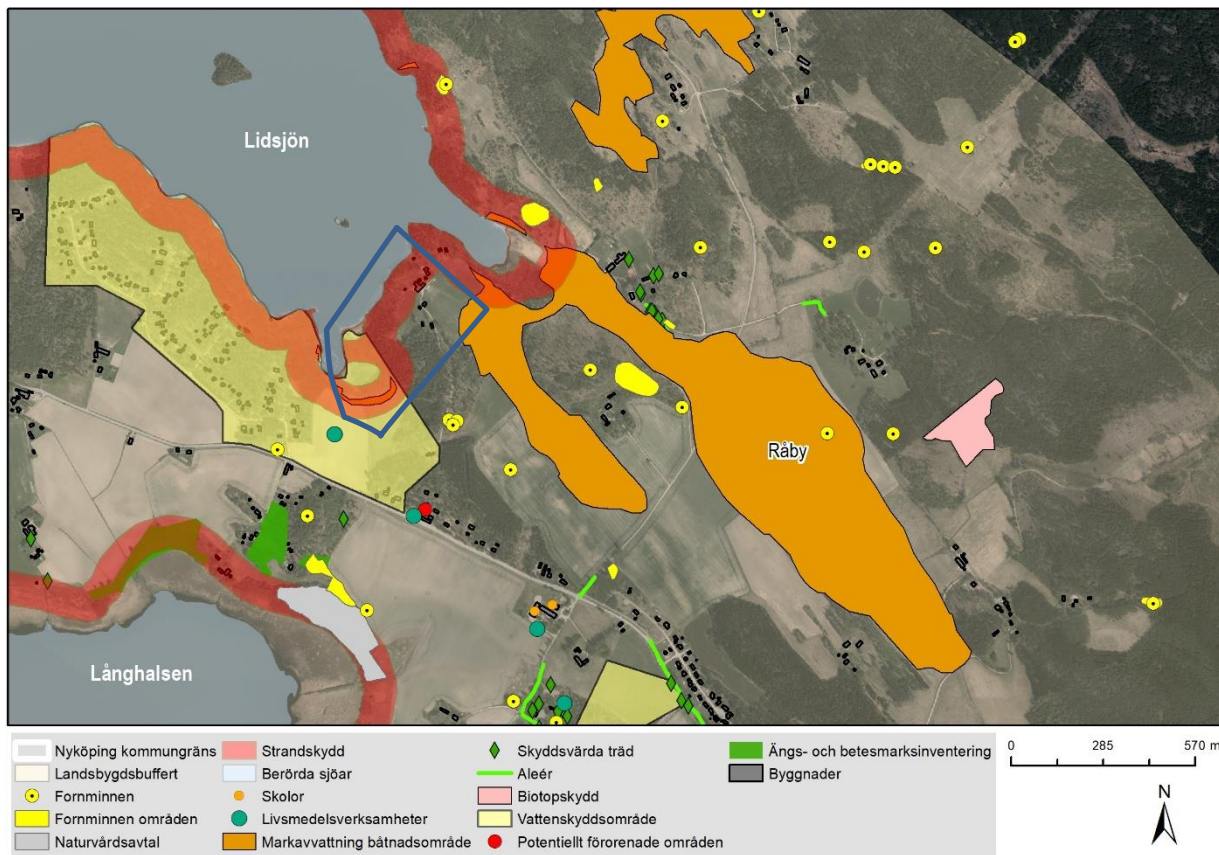 Lidsjön
Råby
Långhalsen
Nyköping kommungräns
Landsbygdsbuffert
Fornminnen
Fornminnen områden
Naturvårdsavtal
Strandskydd
Berörda sjöar
Skolor
Livsmedelsverksamheter
Markavvattning båtnadsområde
Skyddsvärda träd
Aleér
Biotopskydd
Vattenskyddsområde
Potentiellt förorenade områden
Ängs- och betesmarksinventering
Byggnader
0 285 570 m
N